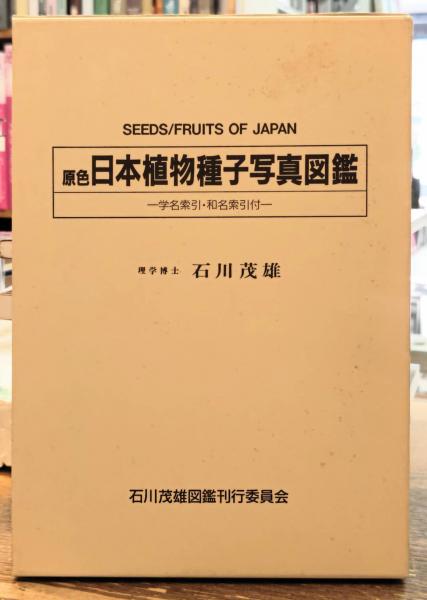 SEEDS/FRUITS OF JAPAN
原色日本植物種子写真図鑑
―学名索引・和名索引付―
理学博士 石川茂雄
石川茂雄図鑑刊行委員会